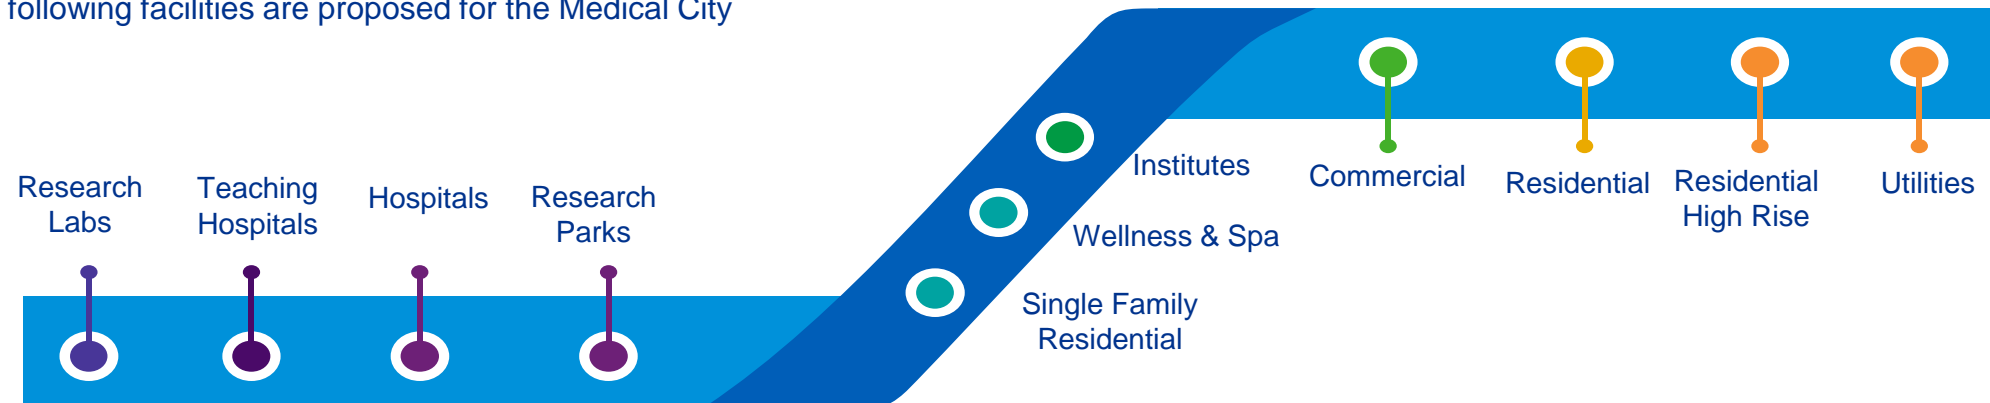 following facilities are proposed for the Medical City
Research
Labs
Teaching
Hospitals
Hospitals
Research
Parks
Single Family
Residential
Wellness & Spa
Institutes
Commercial
Residential
Residential
High Rise
Utilities